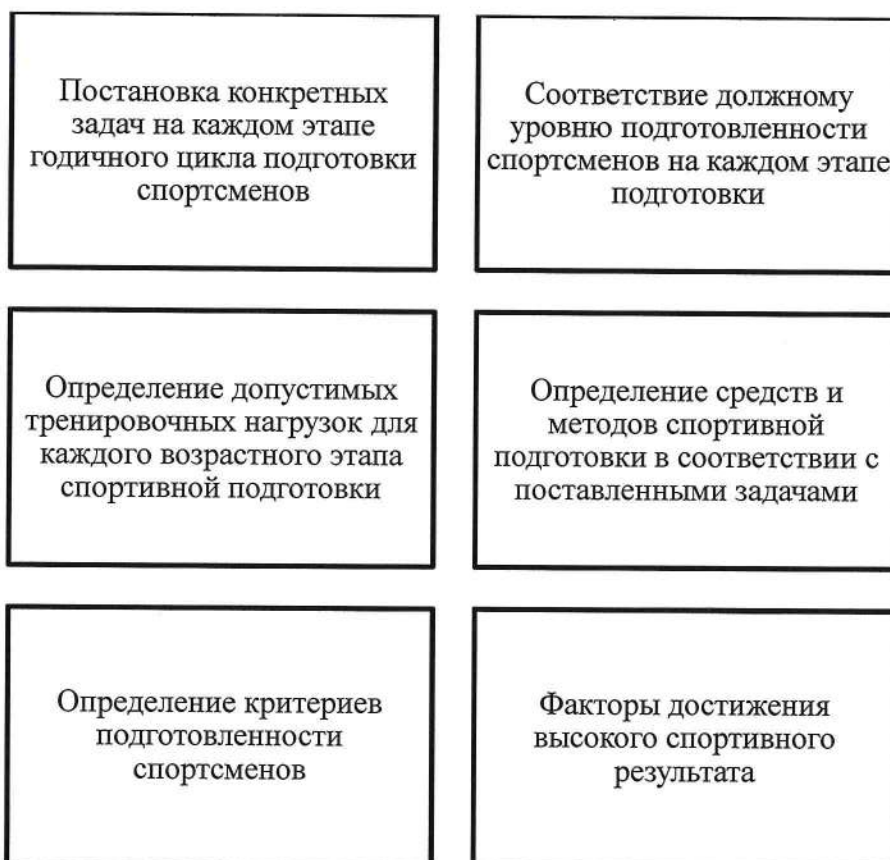 Постановка конкретных
задач на каждом этапе
годичного цикла подготовки
спортсменов
Соответствие должному
уровню подготовленности
спортсменов на каждом этапе
подготовки
Определение допустимых
тренировочных нагрузок для
каждого возрастного этапа
спортивной подготовки
Определение средств и
методов спортивной
подготовки в соответствии с
поставленными задачами
Определение критериев
подготовленности
спортсменов
Факторы достижения
высокого спортивного
результата